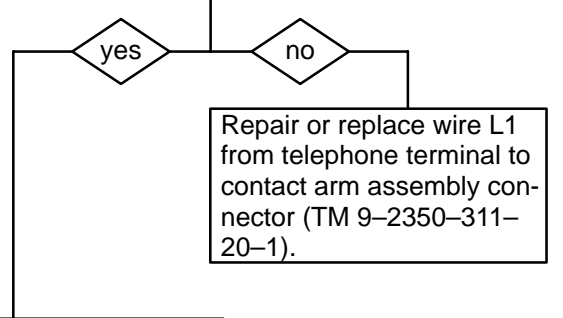 yes
no
Repair or replace wire L1
from telephone terminal to
contact arm assembly con-
nector (TM 9–2350–311–
20–1).